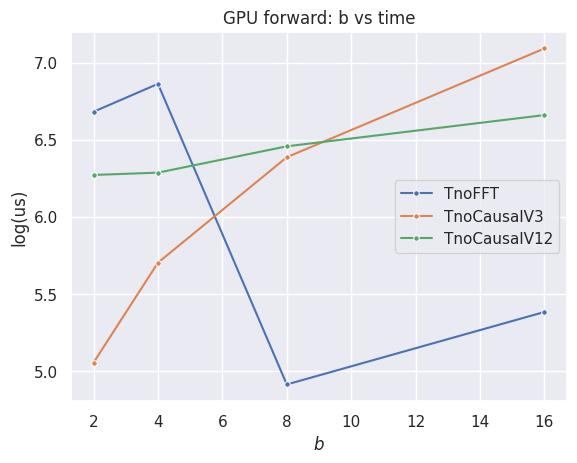 GPU forward: b vs time
log(us)
7.0
6.5
6.0
5.5
5.0
TnoFFT
TnoCausalV3
TnoCausalV12
2 4 6 8 10 12 14 16
b